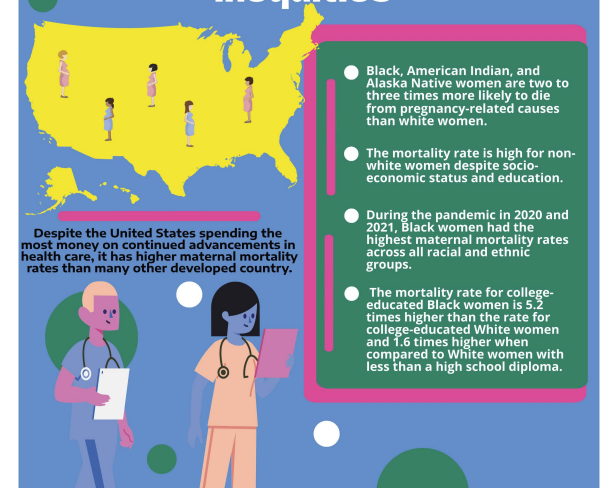 Inequities
Black, American Indian, and
Alaska Native women are two to
three times more likely to die
from pregnancy-related causes
than white women.
The mortality rate is high for non-
white women despite socio-
economic status and education.
During the pandemic in 2020 and
2021, Black women had the
highest maternal mortality rates
across all racial and ethnic
groups.
The mortality rate for college-
educated Black women is 5.2
times higher than the rate for
college-educated White women
and 1.6 times higher when
compared to White women with
less than a high school diploma.
Despite the United States spending the
most money on continued advancements in
health care, it has higher maternal mortality
rates than many other developed country.